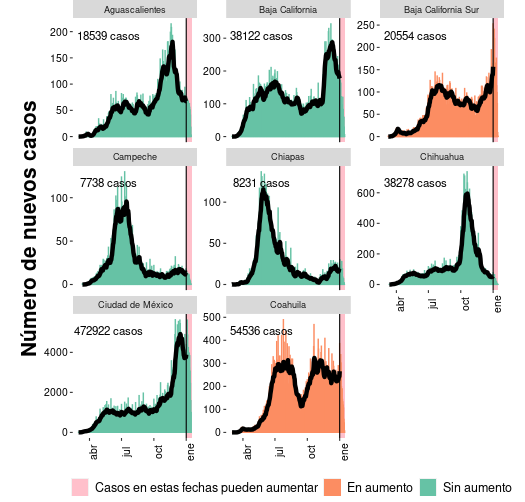 Número de nuevos casos
Aguascalientes
18539 casos
200
150
100
50
0
Baja California
38122 casos
300
200
100
0
Baja California Sur
20554 casos
250
200
150
100
50
0
Campeche
7738 casos
100
50
0
Chiapas
8231 casos
100
50
0
Chihuahua
38278 casos
600
400
200
0
abr jul oct ene
Ciudad de México
472922 casos
4000
2000
0
abr jul oct ene
Coahuila
54536 casos
500
400
300
200
100
0
abr jul oct ene
Casos en estas fechas pueden aumentar En aumento Sin aumento